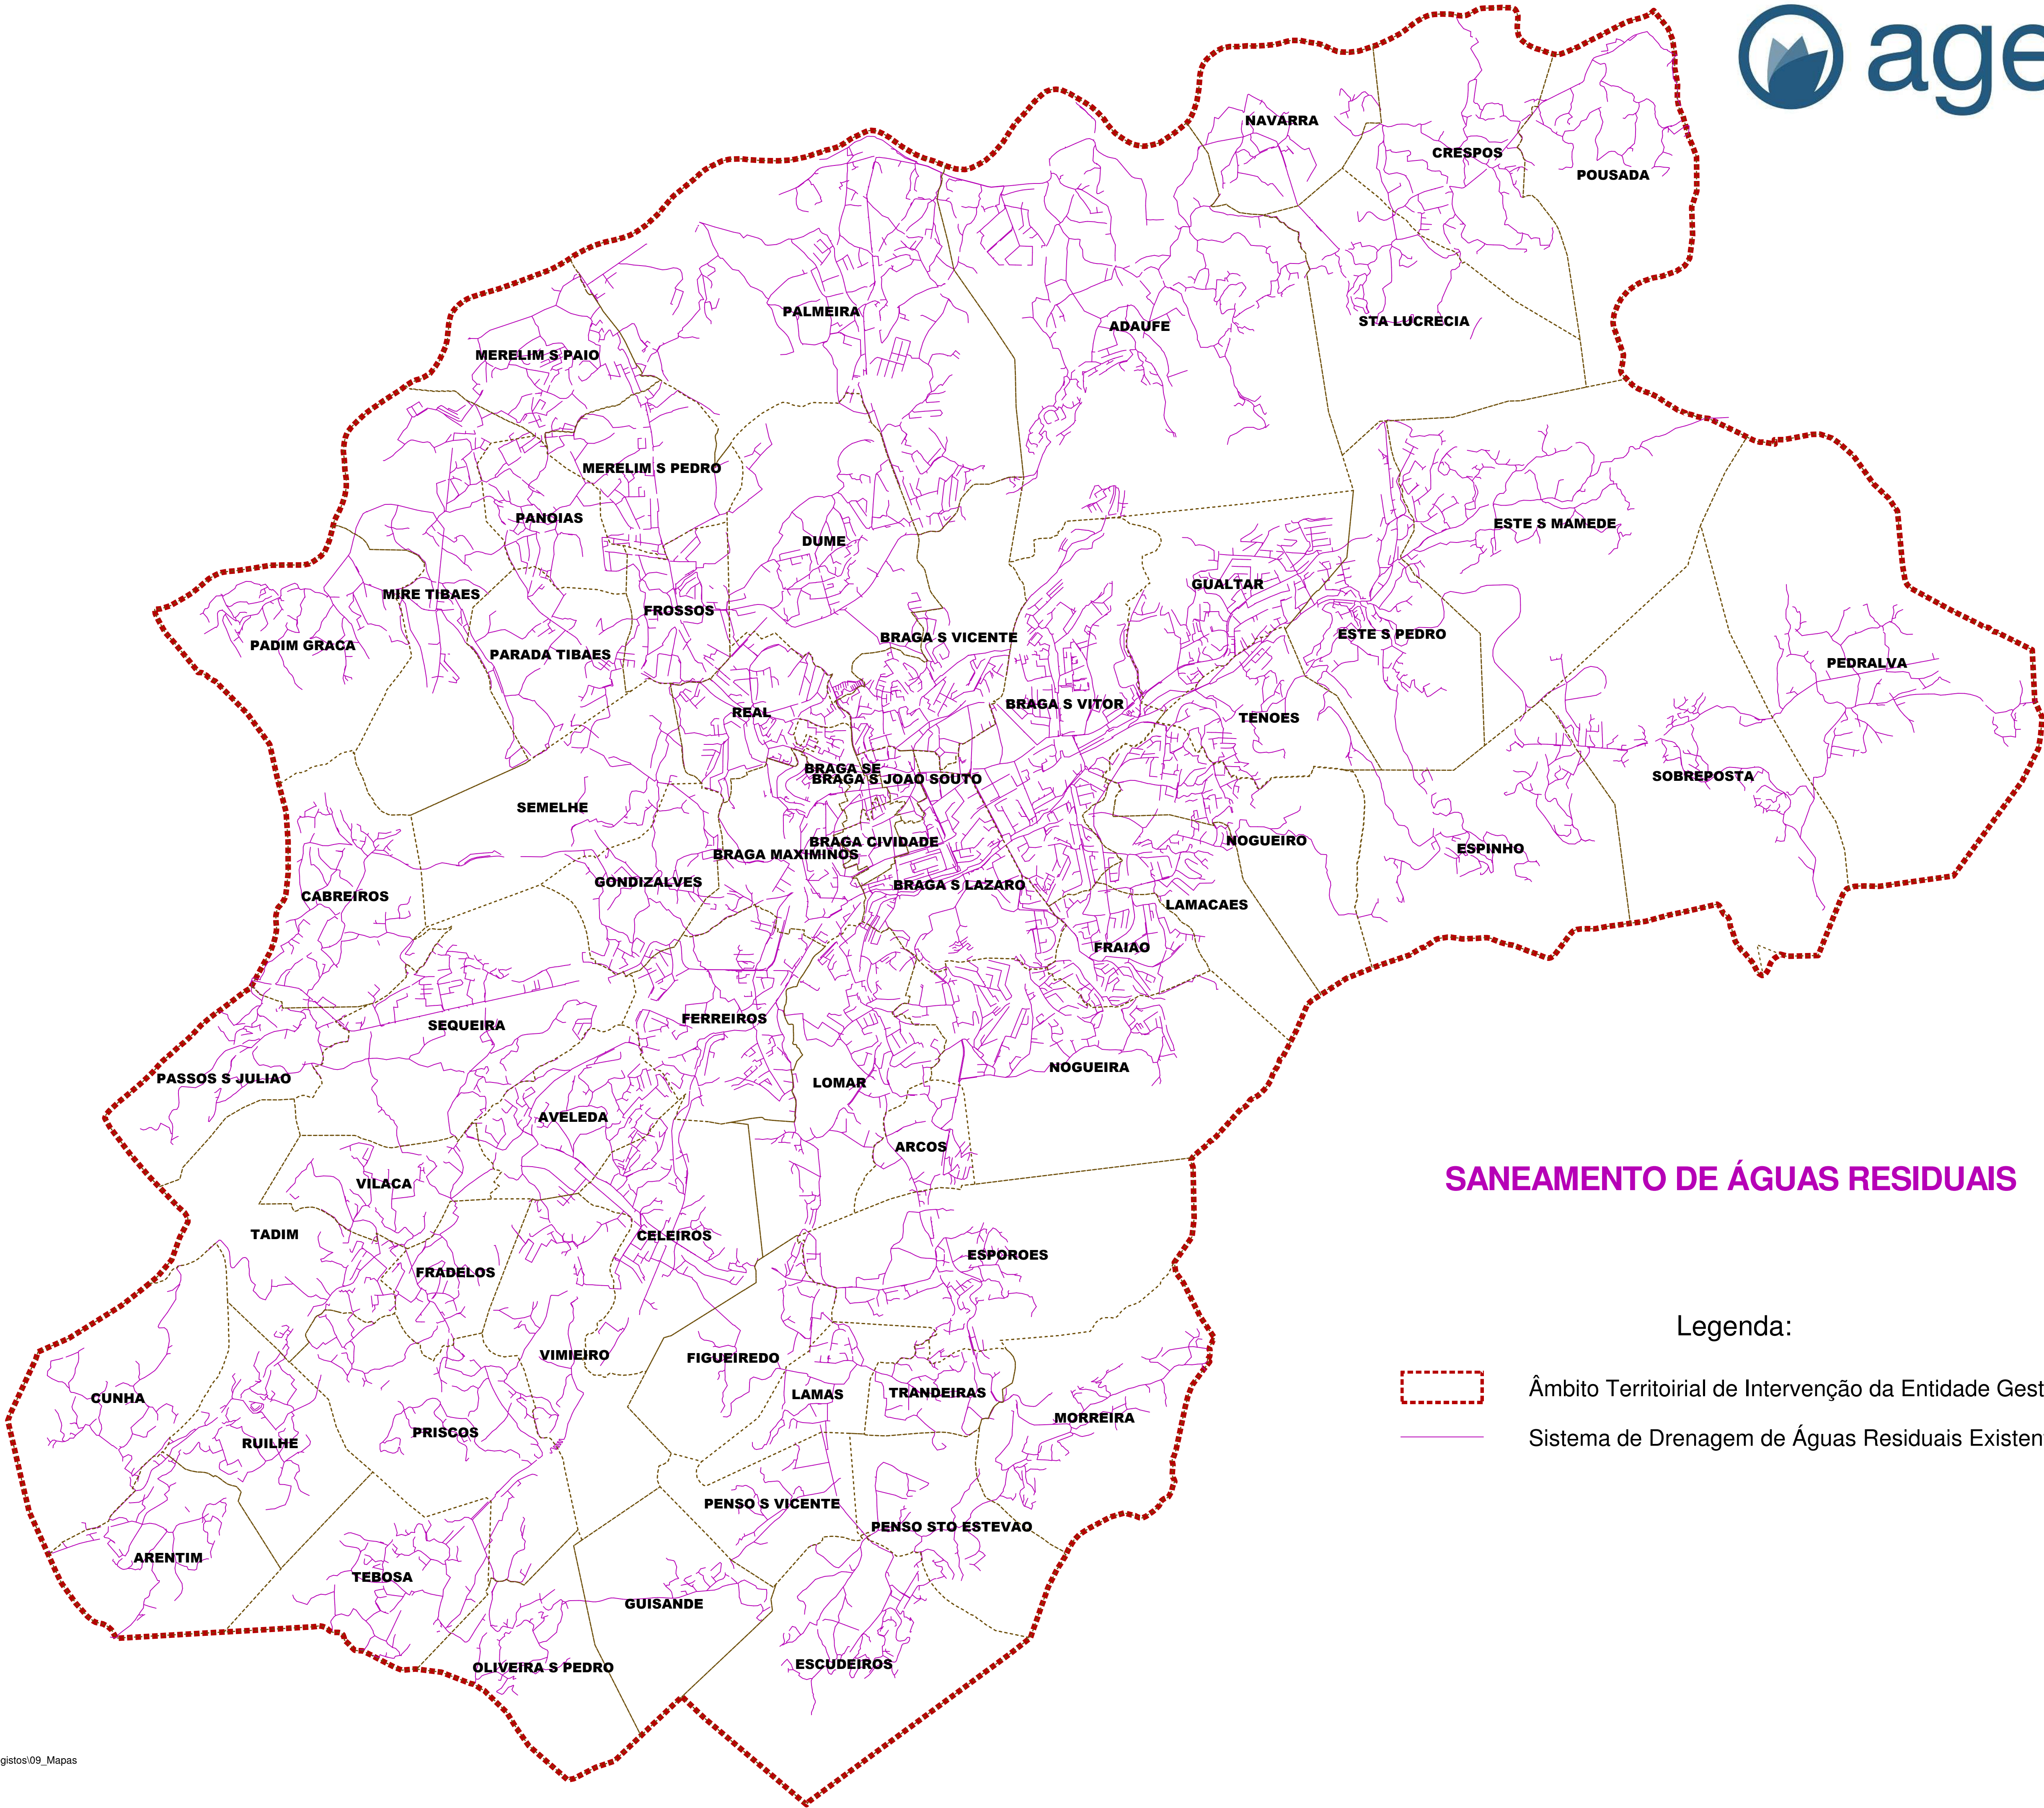 age
NAVARRA
CRESPOS
POUSADA
PALMEIRA
ADAUFE
STA LUCRECIA
MERELIM S PAIO
MERELIM S PEDRO
PANOIAS
DUME
ESTE S MAMEDE
GUALTAR
MIRE TIBAES
FROSSOS
BRAGA S VICENTE
ESTE S PEDRO
PADIM GRACA
PARADA TIBAES
PEDRALVA
BRAGA S VITOR
REAL
TENOES
BRAGA SE
BRAGA S JOAO SOUTO
SOBREPOSTA
SEMELHE
BRAGA CIVIDADE
NOGUEIRO
BRAGA MAXIMINOS
ESPINHO
GONDIZALVES
BRAGA S LAZARO
CABREIROS
LAMACAES
FRAIAO
SEQUEIRA
FERREIROS
NOGUEIRA
PASSOS S JULIAO
LOMAR
AVELEDA
ARCOS
SANEAMENTO DE ÁGUAS RESIDUAIS
VILACA
TADIM
CELEIROS
ESPOROES
FRADELOS
Legenda:
VIMIEIRO
FIGUEIREDO
Âmbito Territoirial de Intervenção da Entidade Gest
CUNHA
LAMAS
TRANDEIRAS
MORREIRA
PRISCOS
Sistema de Drenagem de Águas Residuais Existen
RUILHE
PENSO S VICENTE
PENSO STO ESTEVAO
ARENTIM
TEBOSA
GUISANDE
OLIVEIRA S PEDRO
ESCUDEIROS
gistos\09_Mapas